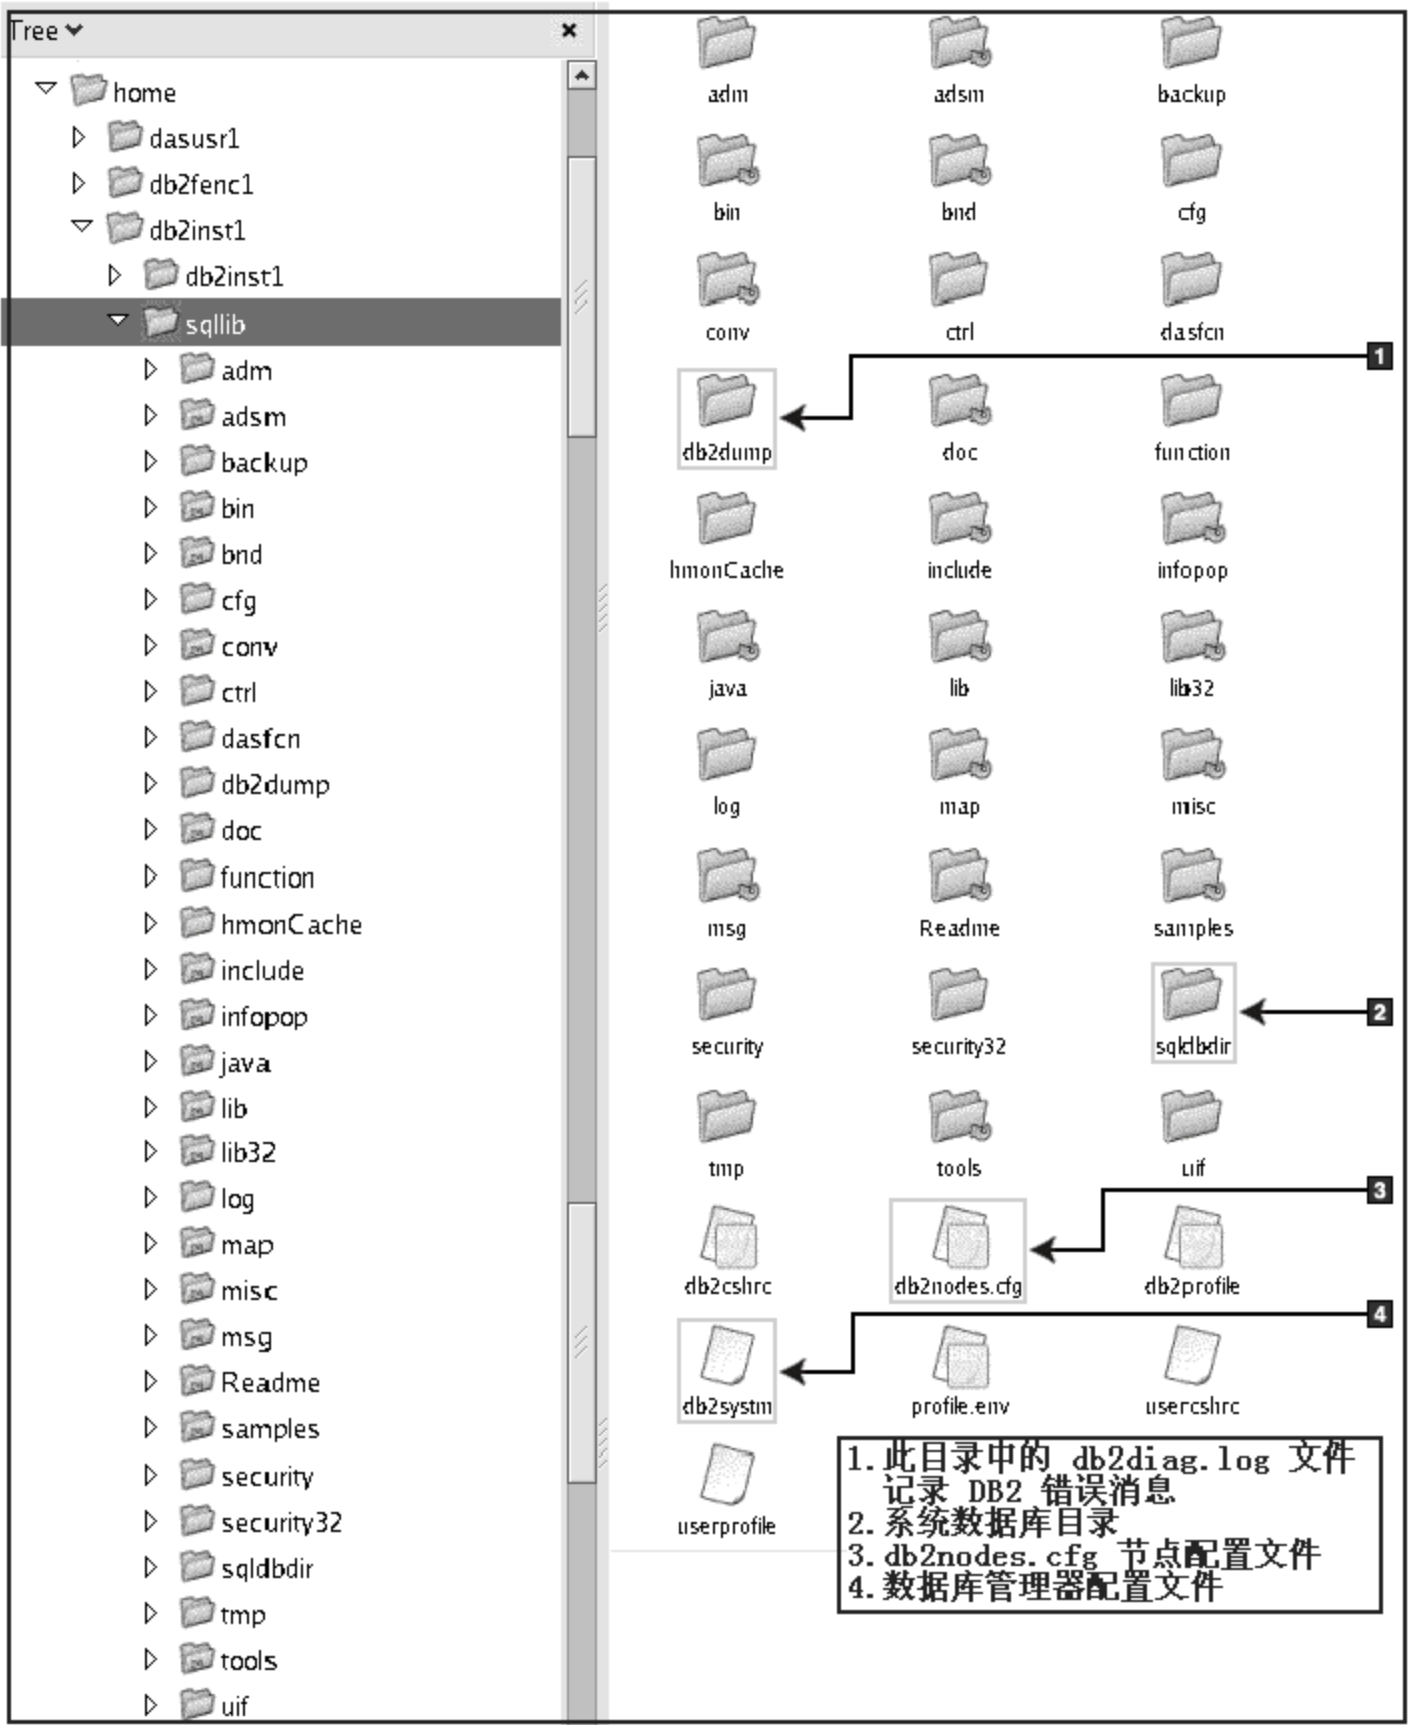 Tree
home
dasusr1
db2fenc1
db2inst1
db2inst1
sqllib
adm
adsm
backup
bin
bnd
cfg
conv
ctrl
dasfcn
db2dump
doc
function
hmonCache
include
infopop
java
lib
lib32
log
map
misc
msg
Readme
samples
security
security32
sqldbdir
tmp
tools
uif
adm adsm backup
bin bnd cfg
conv ctrl dasfcn
1
db2dump doc function
hmonCache include infopop
java lib lib32
log map misc
msg Readme samples
2
security security32 sqldbdir
tmp tools uif
3
db2cshrc db2nodes.cfg db2profile
4
db2systm profile.env usercshrc
userprofile
1.此目录中的 db2diag.log 文件
记录 DB2 错误消息
2.系统数据库目录
3.db2nodes.cfg 节点配置文件
4.数据库管理器配置文件